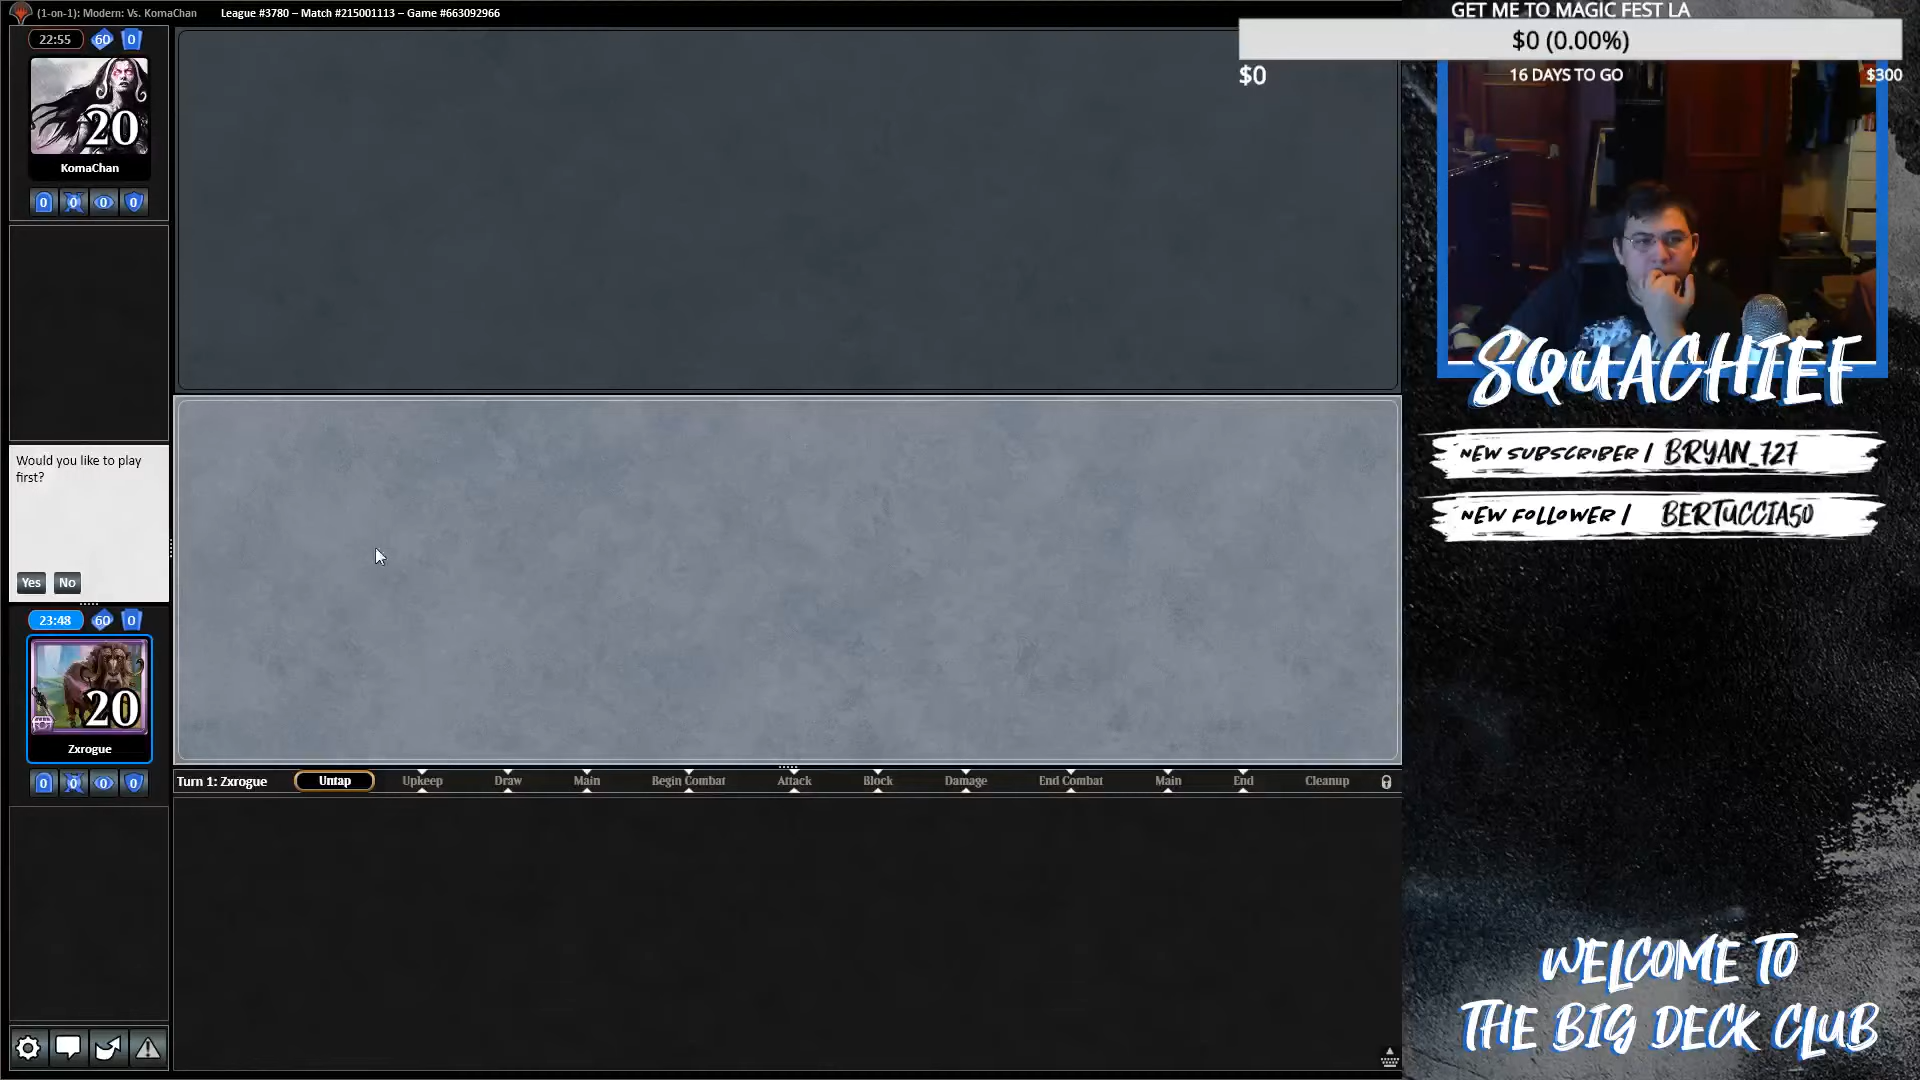 (1-on-1): Modern: Vs. KomaChan
League #3780 – Match #215001113 – Game #663092966
22:55
60
0
20
KomaChan
0
0
0
0
Would you like to play
first?
Yes
No
23:48
60
0
20
Zxrogue
0
0
0
0
Turn 1: Zxrogue
Untap
Upkeep
Draw
Main
Begin Combat
Attack
Block
Damage
End Combat
Main
End
Cleanup
GET ME TO MAGIC FEST LA
$0 (0.00%)
$0
16 DAYS TO GO
$300
SQUACHIEF
NEW SUBSCRIBER / BRYAN_727
NEW FOLLOWER / BERTUCCIA50
WELCOME TO
THE BIG DECK CLUB